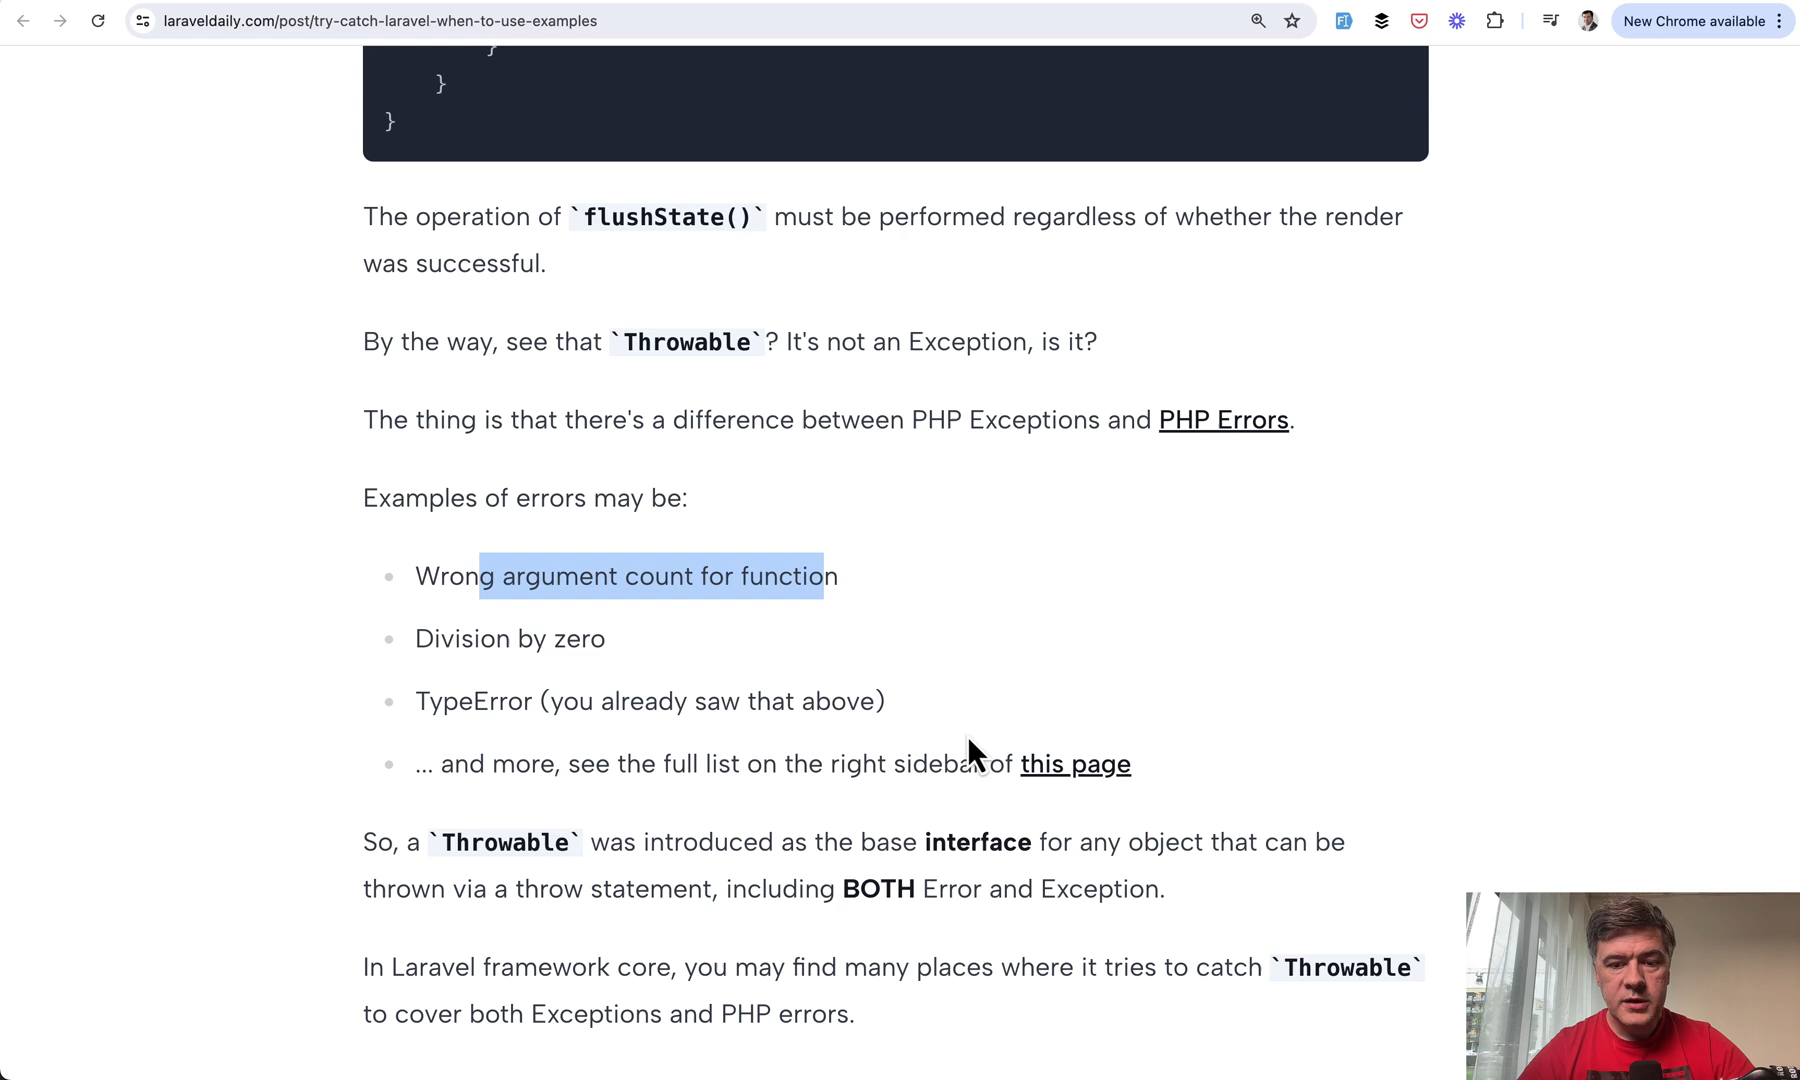 laraveldaily.com/post/try-catch-laravel-when-to-use-examples
New Chrome available
}
}
}
The operation of `flushState()` must be performed regardless of whether the render
was successful.
By the way, see that `Throwable`? It's not an Exception, is it?
The thing is that there's a difference between PHP Exceptions and PHP Errors.
Examples of errors may be:
Wrong argument count for function
Division by zero
TypeError (you already saw that above)
... and more, see the full list on the right sidebar of this page
So, a `Throwable` was introduced as the base interface for any object that can be
thrown via a throw statement, including BOTH Error and Exception.
In Laravel framework core, you may find many places where it tries to catch `Throwable`
to cover both Exceptions and PHP errors.